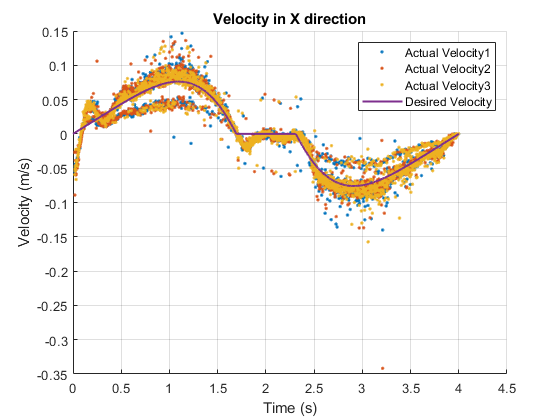 Velocity in X direction
Actual Velocity1
Actual Velocity2
Actual Velocity3
Desired Velocity
Velocity (m/s)
0.15
0.1
0.05
0
-0.05
-0.1
-0.15
-0.2
-0.25
-0.3
-0.35
0 0.5 1 1.5 2 2.5 3 3.5 4 4.5
Time (s)